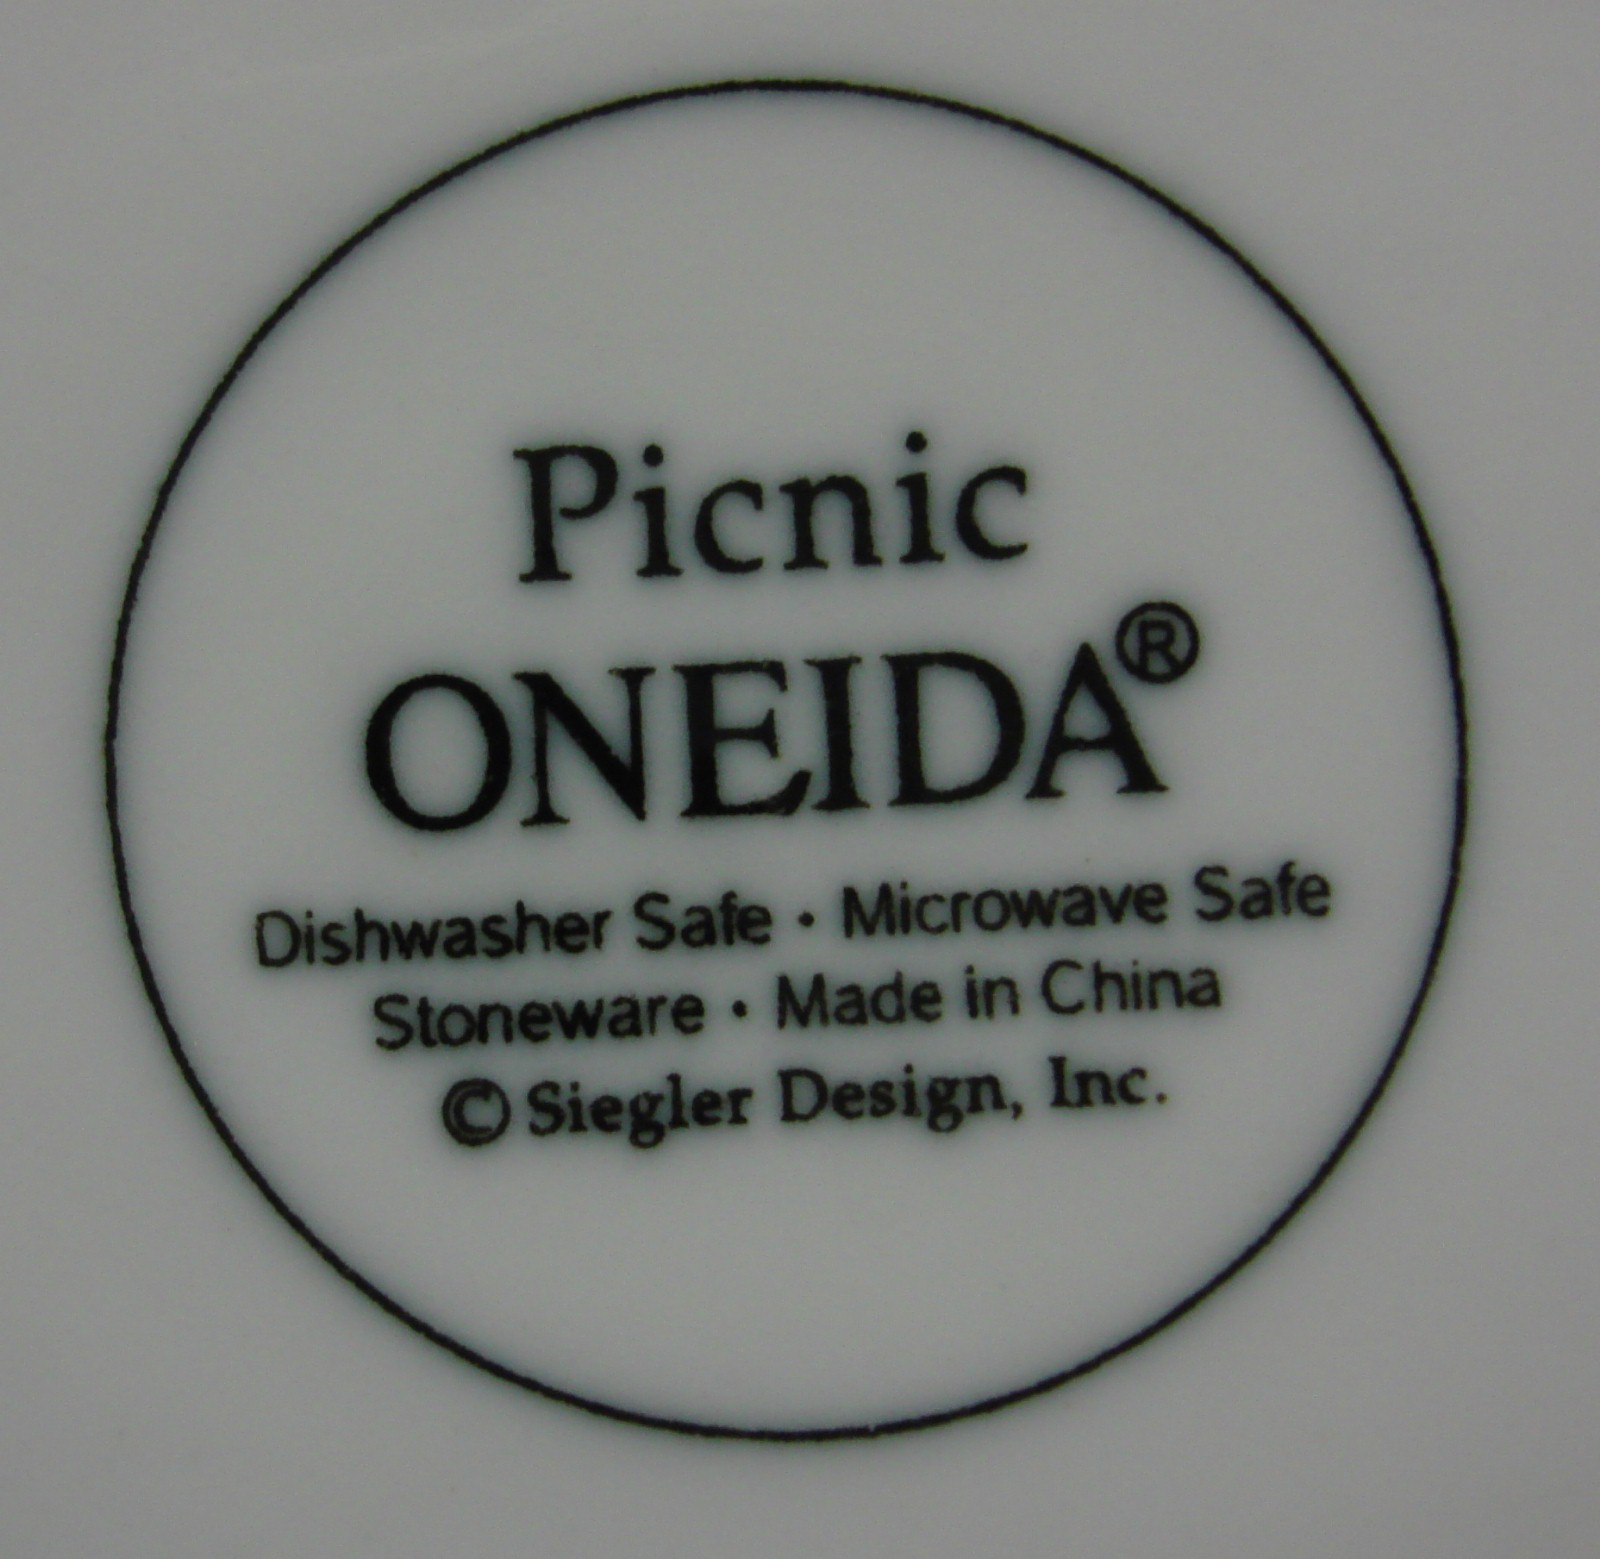 Picnic
ONEIDA®
Dishwasher Safe • Microwave Safe
Stoneware • Made in China
© Siegler Design, Inc.